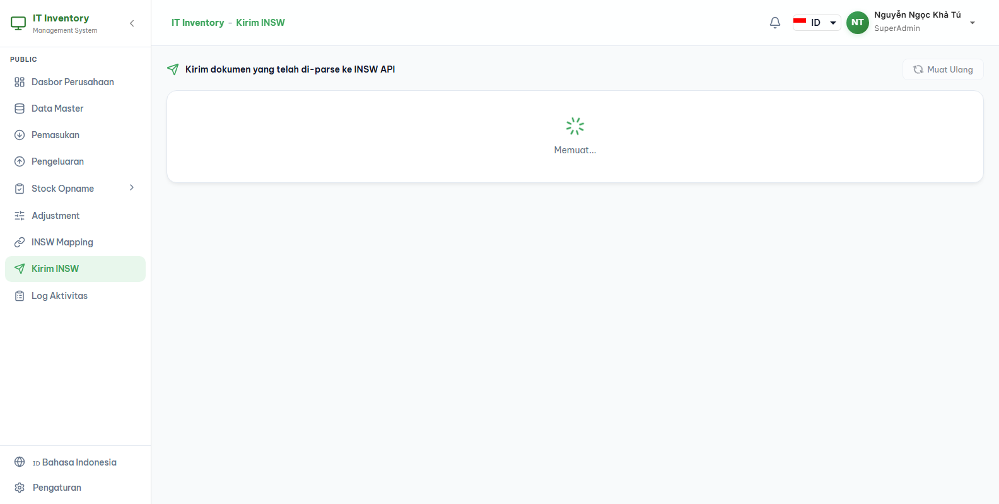 IT Inventory
Management System
PUBLIC
Dasbor Perusahaan
Data Master
Pemasukan
Pengeluaran
Stock Opname
Adjustment
INSW Mapping
Kirim INSW
Log Aktivitas
ID Bahasa Indonesia
Pengaturan
IT Inventory - Kirim INSW
ID
NT
Nguyễn Ngọc Khả Tú
SuperAdmin
Kirim dokumen yang telah di-parse ke INSW API
Muat Ulang
Memuat...